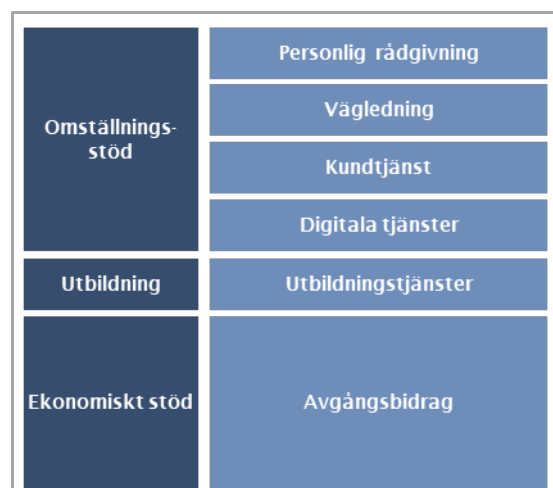 Omställnings-
stöd
Personlig rådgivning
Vägledning
Kundtjänst
Digitala tjänster
Utbildning
Utbildningstjänster
Ekonomiskt stöd
Avgångsbidrag